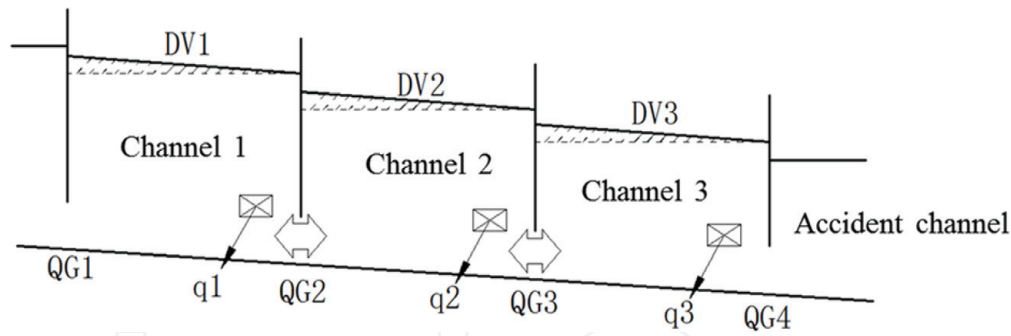 DV1
DV2
DV3
Channel 1
Channel 2
Channel 3
Accident channel
QG1
q1
QG2
q2
QG3
q3
QG4